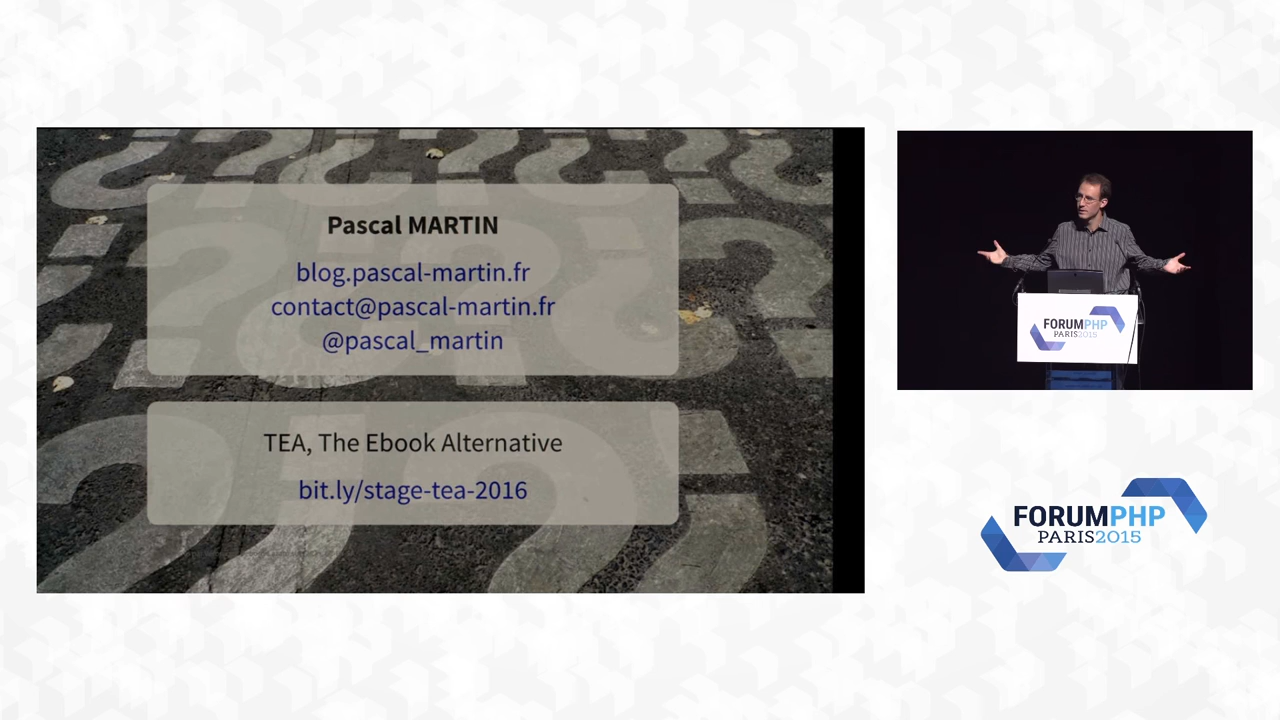 Pascal MARTIN
blog.pascal-martin.fr
contact@pascal-martin.fr
@pascal_martin
TEA, The Ebook Alternative
bit.ly/stage-tea-2016
FORUMPHP
PARIS2015
FORUMPHP
PARIS2015